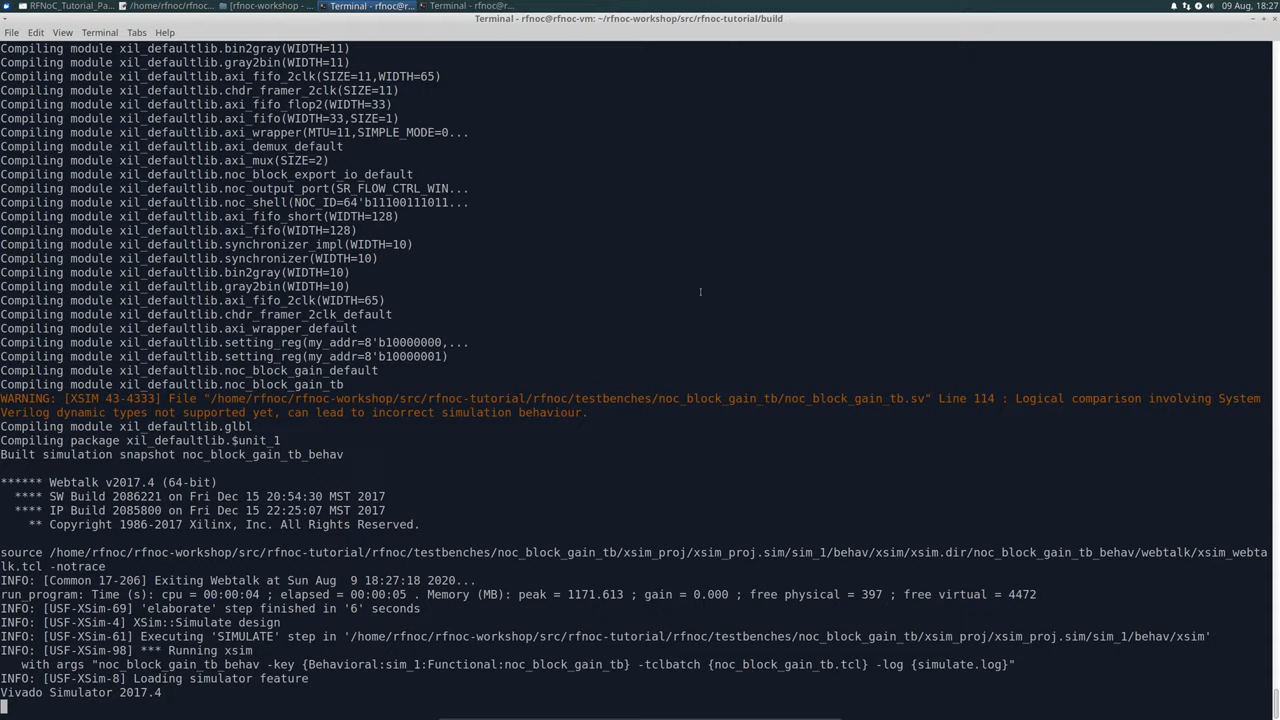 RFNoC_Tutorial_Pa...
/home/rfnoc/rfnoc...
[rfnoc-workshop - ...
Terminal - rfnoc@r...
Terminal - rfnoc@r...
09 Aug, 18:27
Terminal - rfnoc@rfnoc-vm: ~/rfnoc-workshop/src/rfnoc-tutorial/build
File Edit View Terminal Tabs Help
Compiling module xil_defaultlib.bin2gray(WIDTH=11)
Compiling module xil_defaultlib.gray2bin(WIDTH=11)
Compiling module xil_defaultlib.axi_fifo_2clk(SIZE=11,WIDTH=65)
Compiling module xil_defaultlib.chdr_framer_2clk(SIZE=11)
Compiling module xil_defaultlib.axi_fifo_flop2(WIDTH=33)
Compiling module xil_defaultlib.axi_fifo(WIDTH=33,SIZE=1)
Compiling module xil_defaultlib.axi_wrapper(MTU=11,SIMPLE_MODE=0...
Compiling module xil_defaultlib.axi_demux_default
Compiling module xil_defaultlib.axi_mux(SIZE=2)
Compiling module xil_defaultlib.noc_block_export_io_default
Compiling module xil_defaultlib.noc_output_port(SR_FLOW_CTRL_WIN...
Compiling module xil_defaultlib.noc_shell(NOC_ID=64'b11100111011...
Compiling module xil_defaultlib.axi_fifo_short(WIDTH=128)
Compiling module xil_defaultlib.axi_fifo(WIDTH=128)
Compiling module xil_defaultlib.synchronizer_impl(WIDTH=10)
Compiling module xil_defaultlib.synchronizer(WIDTH=10)
Compiling module xil_defaultlib.bin2gray(WIDTH=10)
Compiling module xil_defaultlib.gray2bin(WIDTH=10)
Compiling module xil_defaultlib.axi_fifo_2clk(WIDTH=65)
Compiling module xil_defaultlib.chdr_framer_2clk_default
Compiling module xil_defaultlib.axi_wrapper_default
Compiling module xil_defaultlib.setting_reg(my_addr=8'b10000000,...
Compiling module xil_defaultlib.setting_reg(my_addr=8'b10000001)
Compiling module xil_defaultlib.noc_block_gain_default
Compiling module xil_defaultlib.noc_block_gain_tb
WARNING: [XSIM 43-4333] File "/home/rfnoc/rfnoc-workshop/src/rfnoc-tutorial/rfnoc/testbenches/noc_block_gain_tb/noc_block_gain_tb.sv" Line 114 : Logical comparison involving System
Verilog dynamic types not supported yet, can lead to incorrect simulation behaviour.
Compiling module xil_defaultlib.glbl
Compiling package xil_defaultlib.$unit_1
Built simulation snapshot noc_block_gain_tb_behav
****** Webtalk v2017.4 (64-bit)
**** SW Build 2086221 on Fri Dec 15 20:54:30 MST 2017
**** IP Build 2085800 on Fri Dec 15 22:25:07 MST 2017
** Copyright 1986-2017 Xilinx, Inc. All Rights Reserved.
source /home/rfnoc/rfnoc-workshop/src/rfnoc-tutorial/rfnoc/testbenches/noc_block_gain_tb/xsim_proj/xsim_proj.sim/sim_1/behav/xsim/xsim.dir/noc_block_gain_tb_behav/webtalk/xsim_webta
lk.tcl -notrace
INFO: [Common 17-206] Exiting Webtalk at Sun Aug  9 18:27:18 2020...
run_program: Time (s): cpu = 00:00:04 ; elapsed = 00:00:05 . Memory (MB): peak = 1171.613 ; gain = 0.000 ; free physical = 397 ; free virtual = 4472
INFO: [USF-XSim-69] 'elaborate' step finished in '6' seconds
INFO: [USF-XSim-4] XSim::Simulate design
INFO: [USF-XSim-61] Executing 'SIMULATE' step in '/home/rfnoc/rfnoc-workshop/src/rfnoc-tutorial/rfnoc/testbenches/noc_block_gain_tb/xsim_proj/xsim_proj.sim/sim_1/behav/xsim'
INFO: [USF-XSim-98] *** Running xsim
with args "noc_block_gain_tb_behav -key {Behavioral:sim_1:Functional:noc_block_gain_tb} -tclbatch {noc_block_gain_tb.tcl} -log {simulate.log}"
INFO: [USF-XSim-8] Loading simulator feature
Vivado Simulator 2017.4